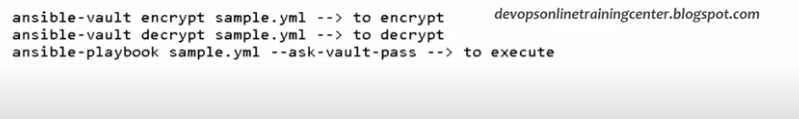 ansible-vault encrypt sample.yml --> to encrypt
devopsonlinetrainingcenter.blogspot.com
ansible-vault decrypt sample.yml --> to decrypt
ansible-playbook sample.yml --ask-vault-pass --> to execute